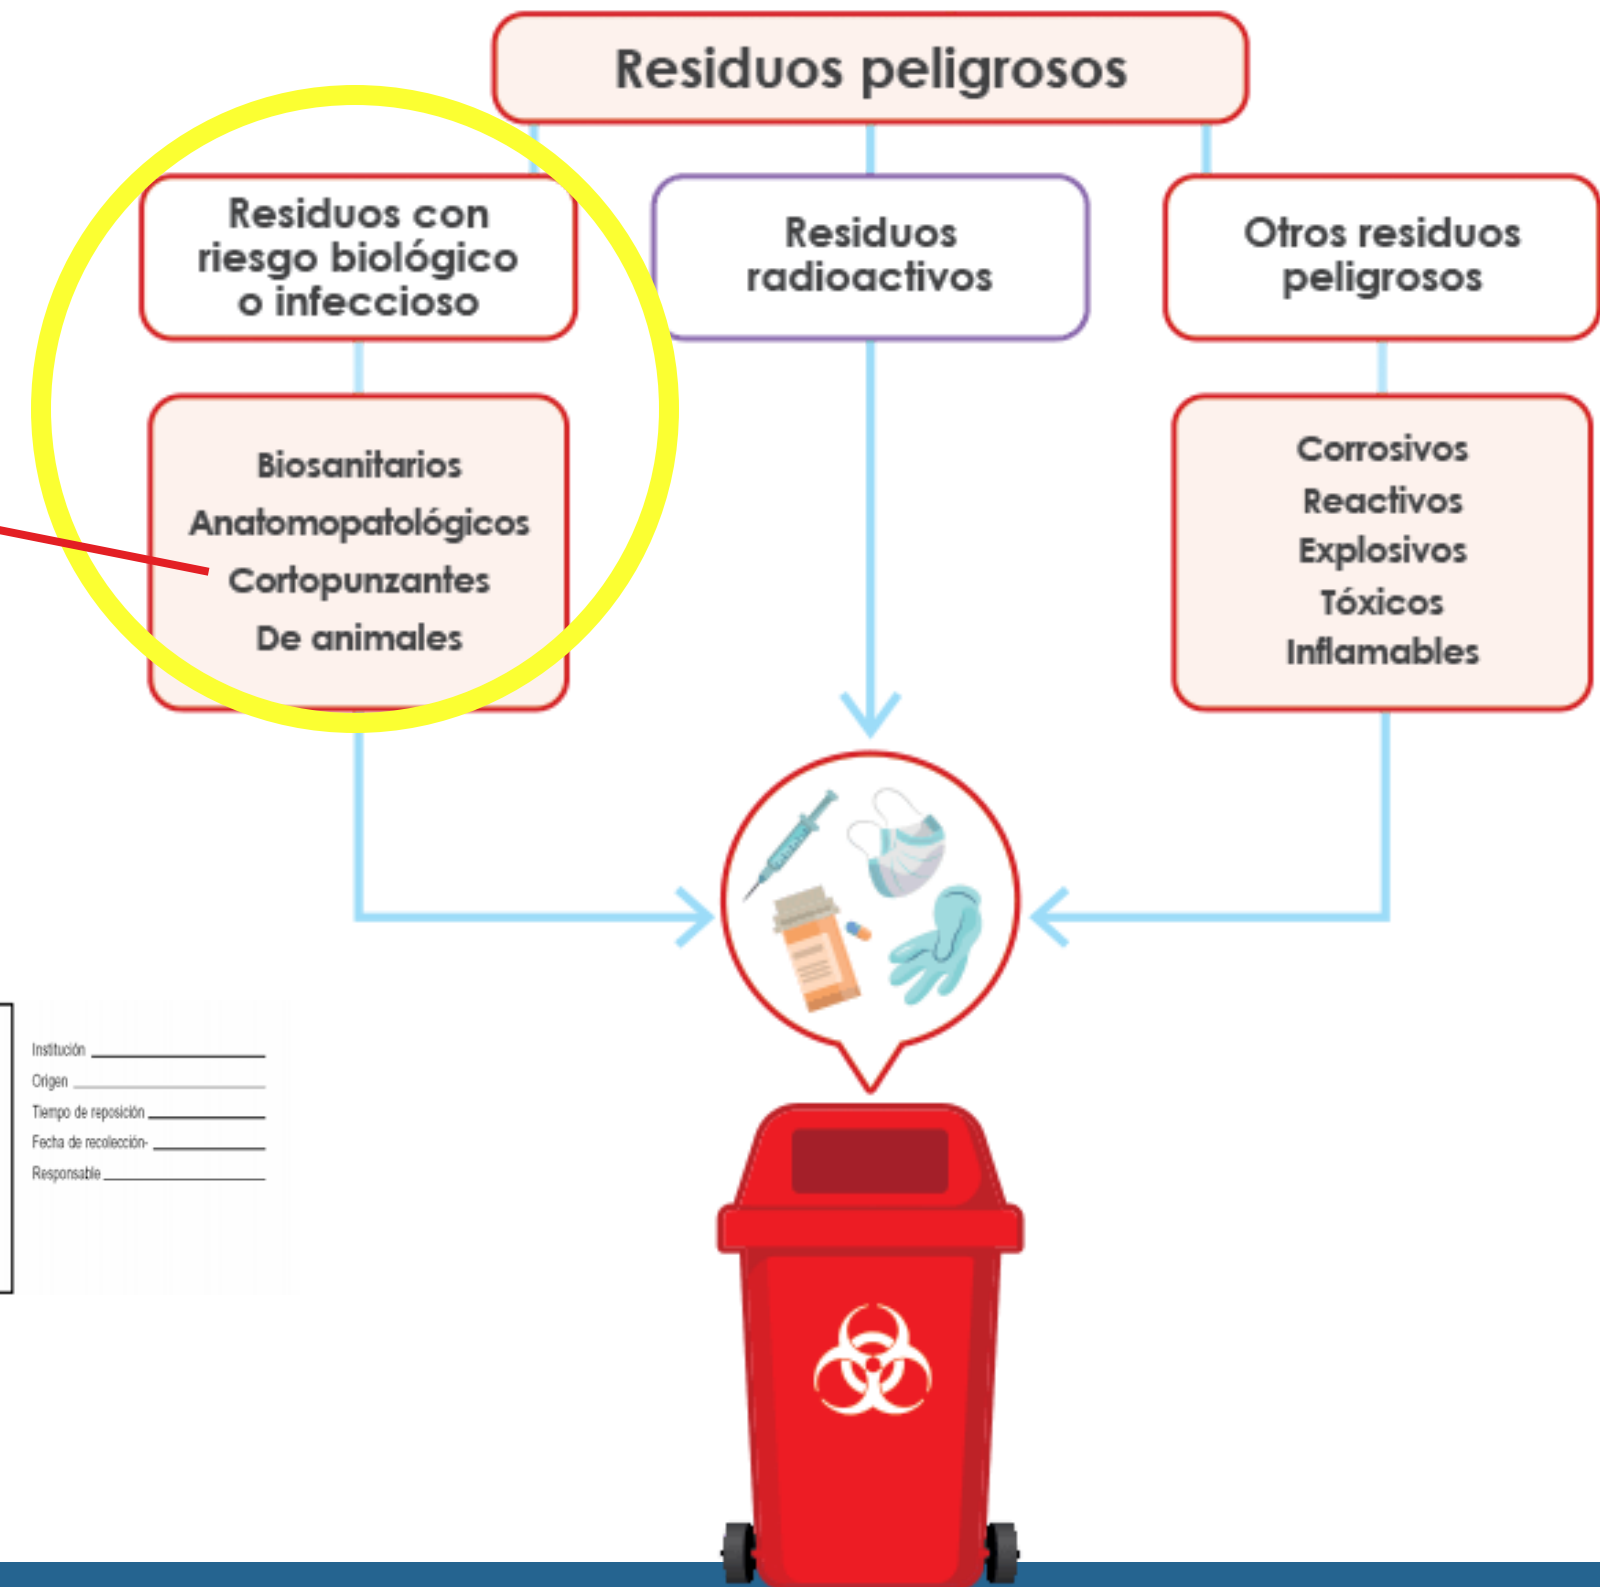 Residuos peligrosos
Residuos con
riesgo biológico
o infeccioso
Residuos
radioactivos
Otros residuos
peligrosos
Biosanitarios
Anatomopatológicos
Cortopunzantes
De animales
Corrosivos
Reactivos
Explosivos
Tóxicos
Inflamables
Institución
Origen
Tiempo de reposición
Fecha de recolección-
Responsable